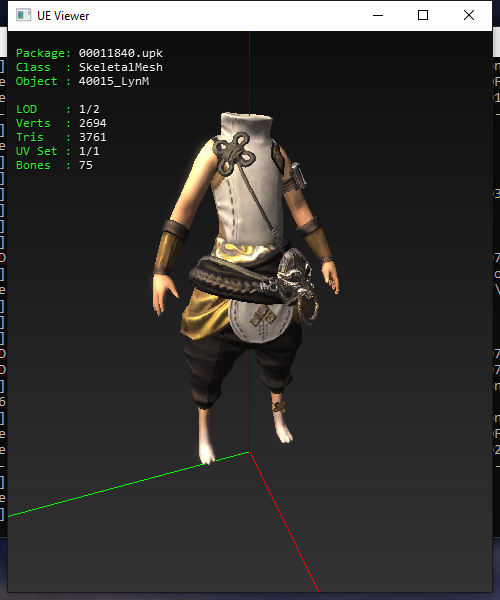 UE Viewer
Package: 00011840.upk
Class : SkeletalMesh
Object : 40015_LynM
LOD : 1/2
Verts : 2694
Tris : 3761
UV Set : 1/1
Bones : 75